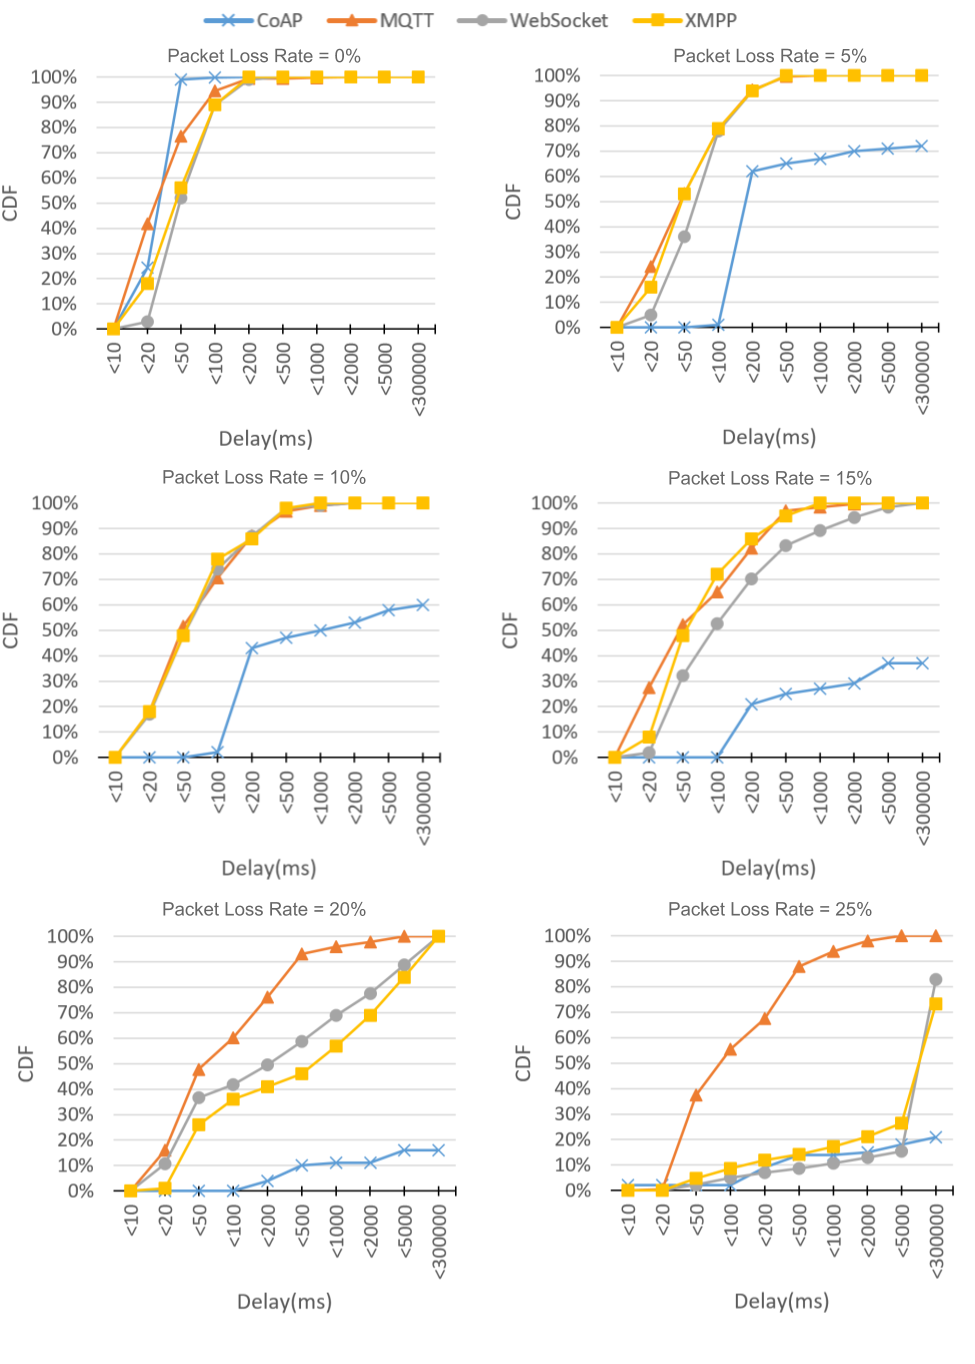 CoAP MQTT WebSocket XMPP
Packet Loss Rate = 0%
100%
90%
80%
70%
60%
50%
40%
30%
20%
10%
0%
CDF
<10 <20 <50 <100 <200 <500 <1000 <2000 <5000 <300000
Delay(ms)
Packet Loss Rate = 5%
100%
90%
80%
70%
60%
50%
40%
30%
20%
10%
0%
CDF
<10 <20 <50 <100 <200 <500 <1000 <2000 <5000 <300000
Delay(ms)
Packet Loss Rate = 10%
100%
90%
80%
70%
60%
50%
40%
30%
20%
10%
0%
CDF
<10 <20 <50 <100 <200 <500 <1000 <2000 <5000 <300000
Delay(ms)
Packet Loss Rate = 15%
100%
90%
80%
70%
60%
50%
40%
30%
20%
10%
0%
CDF
<10 <20 <50 <100 <200 <500 <1000 <2000 <5000 <300000
Delay(ms)
Packet Loss Rate = 20%
100%
90%
80%
70%
60%
50%
40%
30%
20%
10%
0%
CDF
<10 <20 <50 <100 <200 <500 <1000 <2000 <5000 <300000
Delay(ms)
Packet Loss Rate = 25%
100%
90%
80%
70%
60%
50%
40%
30%
20%
10%
0%
CDF
<10 <20 <50 <100 <200 <500 <1000 <2000 <5000 <300000
Delay(ms)